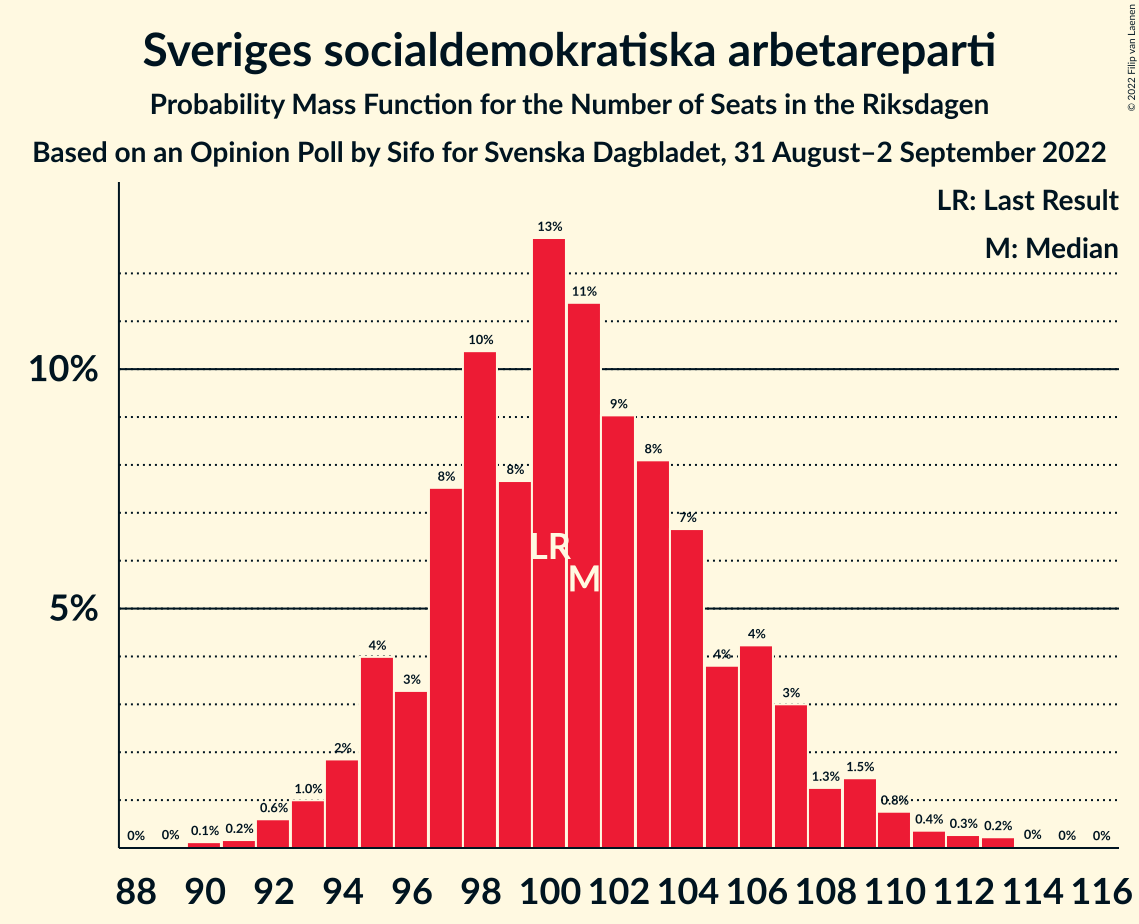 Sveriges socialdemokratiska arbetareparti
Probability Mass Function for the Number of Seats in the Riksdagen
Based on an Opinion Poll by Sifo for Svenska Dagbladet, 31 August–2 September 2022
© 2022 Filip van Laenen
LR: Last Result
M: Median
10%
5%
0% 0% 0.1% 0.2% 0.6% 1.0% 2% 4% 3% 8% 10% 8% 13% 11% 9% 8% 7% 4% 4% 3% 1.3% 1.5% 0.8% 0.4% 0.3% 0.2% 0% 0% 0%
LR
M
88 90 92 94 96 98 100 102 104 106 108 110 112 114 116